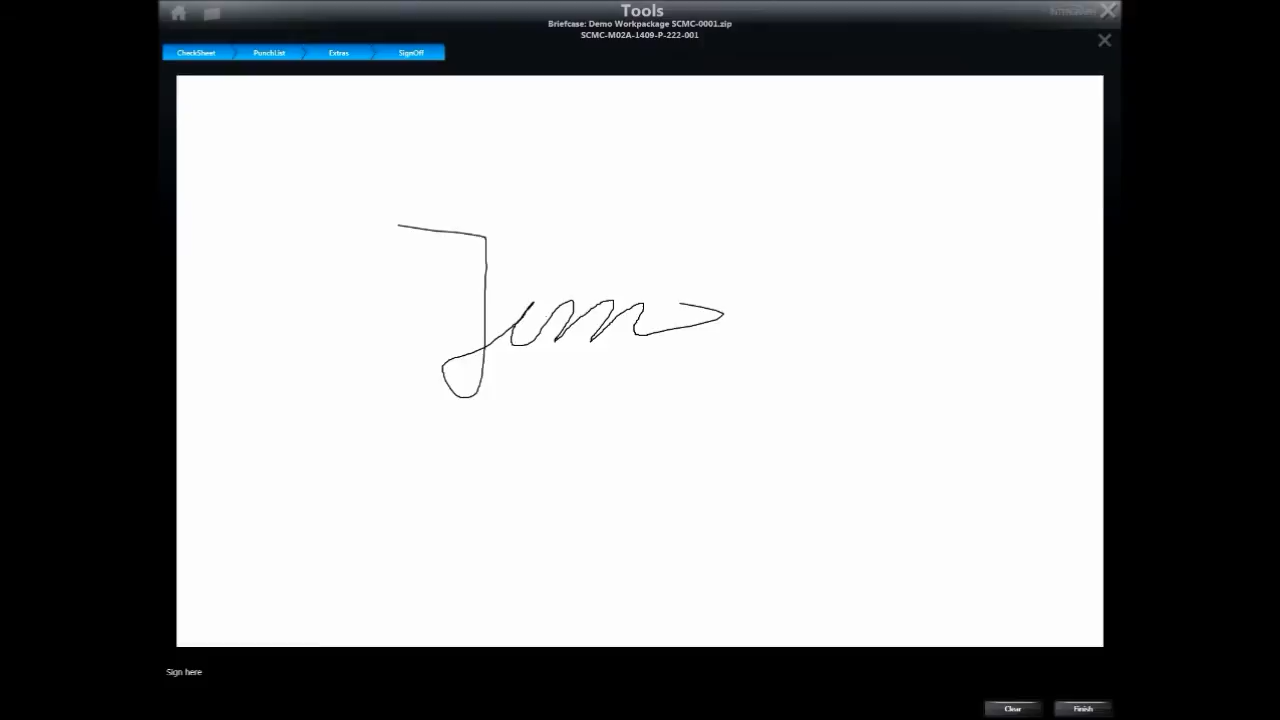 Tools
Briefcase: Demo Workpackage SCMC-0001.zip
SCMC-M02A-1409-P-222-001
INTERGRAPH
CheckSheet
PunchList
Extras
SignOff
Sign here
Clear
Finish